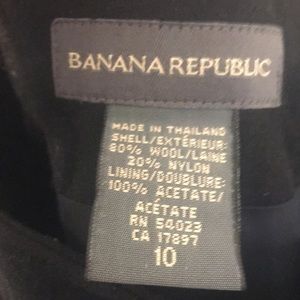 BANANA REPUBLIC
MADE IN THAILAND
SHELL/EXTÉRIEUR:
80% WOOL/LAINE
20% NYLON
LINING/DOUBLURE:
100% ACETATE/
ACÉTATE
RN 54023
CA 17897
10